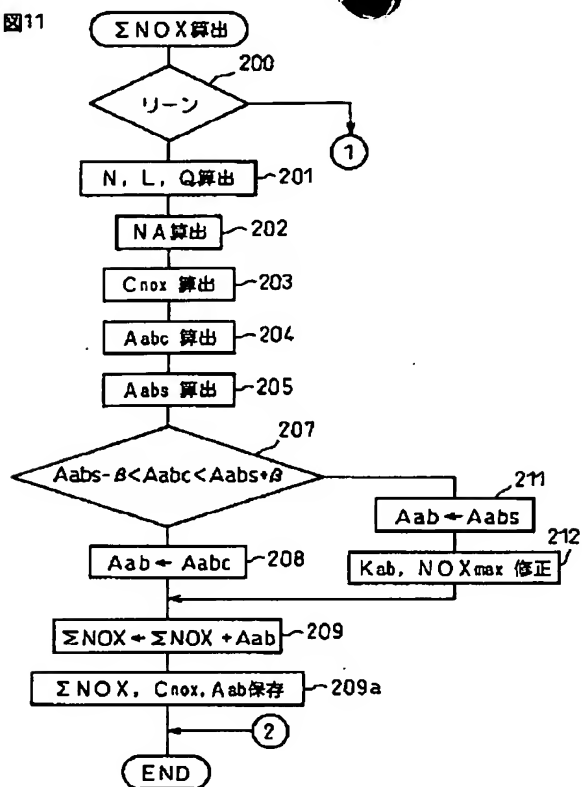 図11
ΣNOX算出
200
リーン
1
N, L, Q算出
201
NA算出
202
Cnox 算出
203
Aabc 算出
204
Aabs 算出
205
207
Aabs-β<Aabc<Aabs+β
211
Aab←Aabs
212
Aab←Aabc
208
Kab, NOXmax 修正
ΣNOX←ΣNOX+Aab
209
ΣNOX, Cnox, Aab保存
209a
2
END